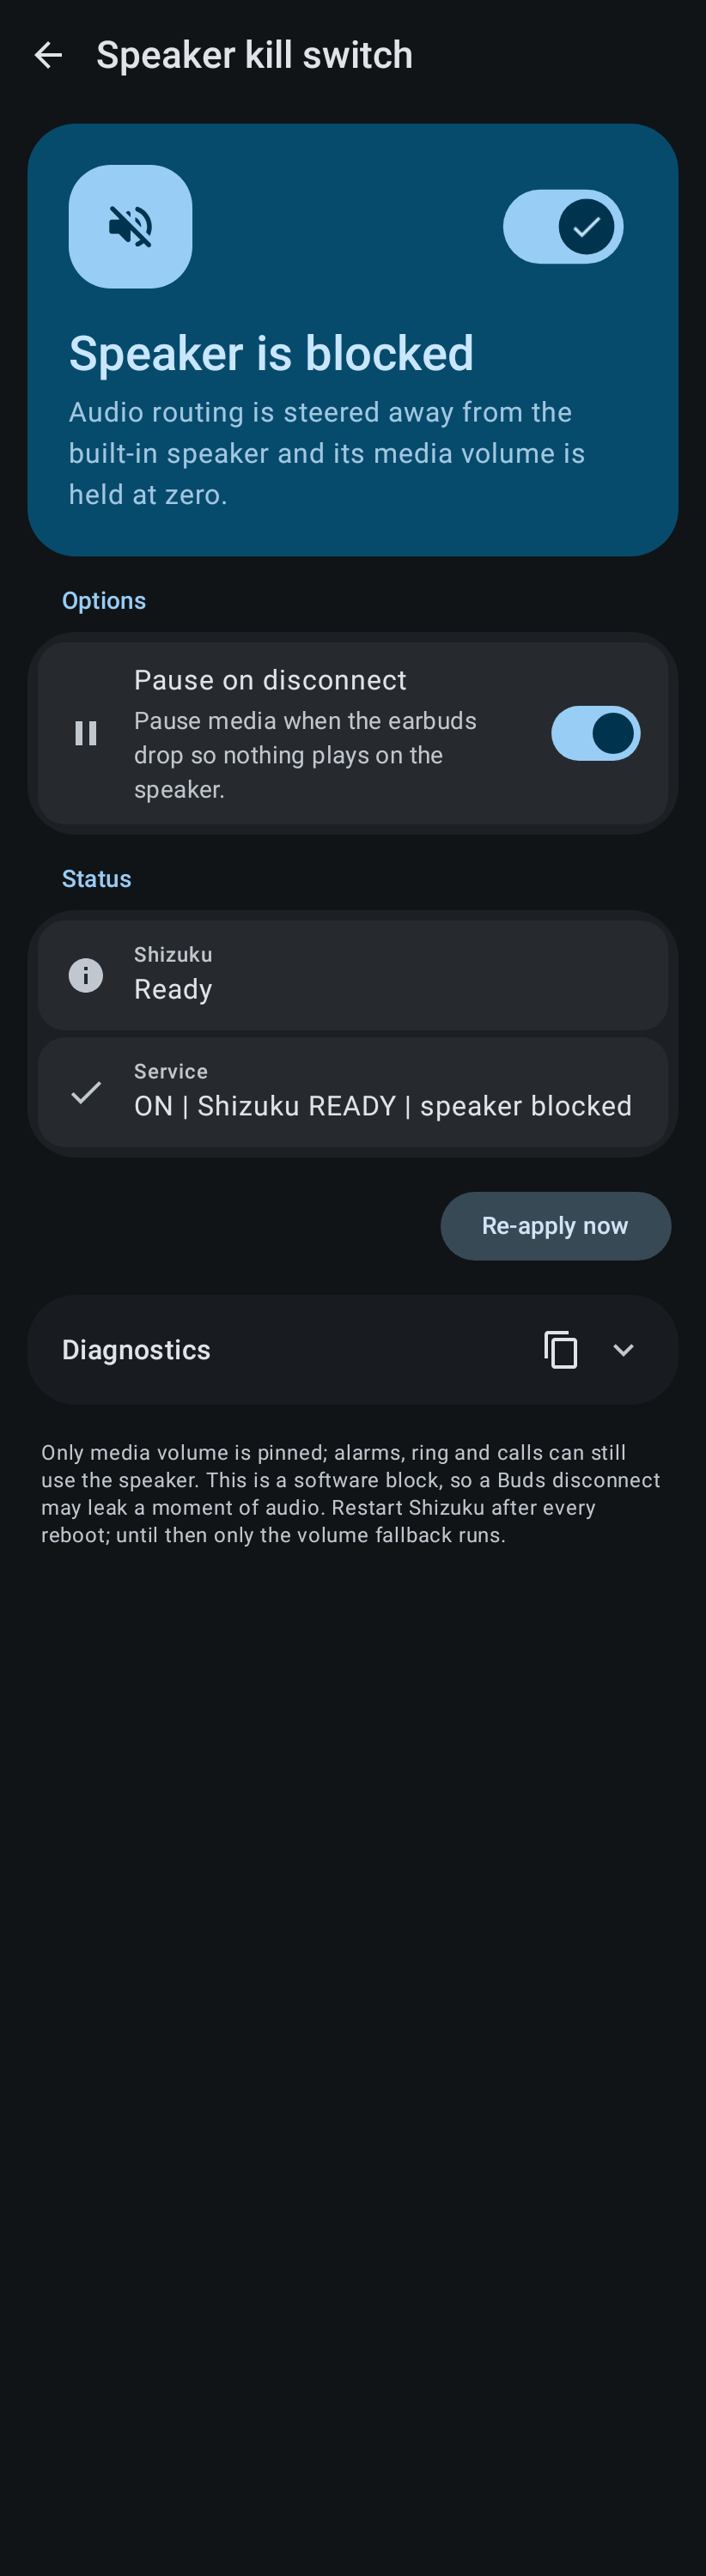 Speaker kill switch
Speaker is blocked
Audio routing is steered away from the
built-in speaker and its media volume is
held at zero.
Options
Pause on disconnect
Pause media when the earbuds
drop so nothing plays on the
speaker.
Status
Shizuku
Ready
Service
ON | Shizuku READY | speaker blocked
Re-apply now
Diagnostics
Only media volume is pinned; alarms, ring and calls can still
use the speaker. This is a software block, so a Buds disconnect
may leak a moment of audio. Restart Shizuku after every
reboot; until then only the volume fallback runs.